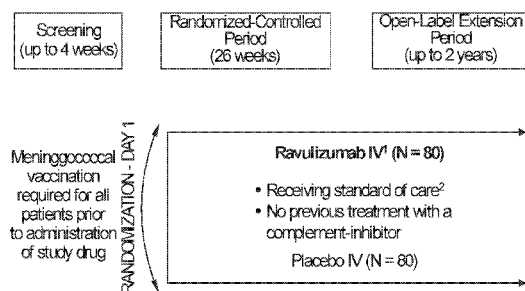 Screening
(up to 4 weeks)
Randomized-Controlled
Period
(26 weeks)
Open-Label Extension
Period
(up to 2 years)
Meninggococal
vaccination
required for all
patients prior
to administration
of study drug
RANDOMIZATION - DAY 1
Ravulizumab IV¹ (N = 80)
• Receiving standard of care²
• No previous treatment with a
complement-inhibitor
Placebo IV (N = 80)